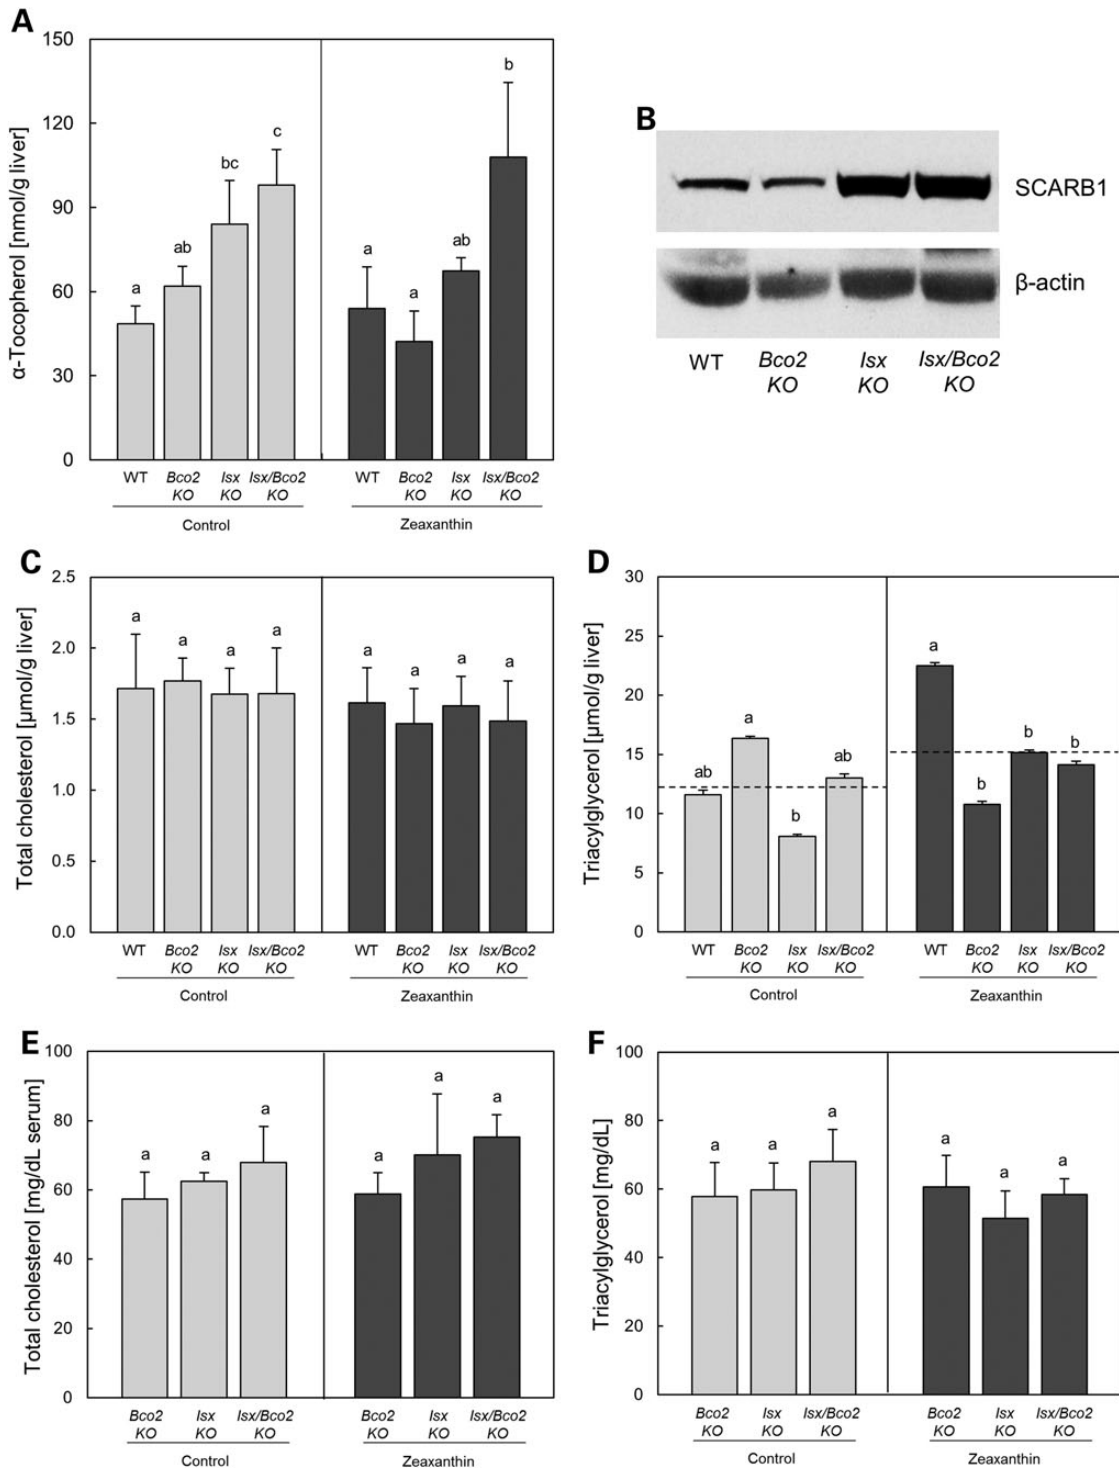 A
α-Tocopherol [nmol/g liver]
150
120
90
60
30
0
a
ab
bc
c
a
a
ab
b
WT Bco2 Isx Isx/Bco2 WT Bco2 Isx Isx/Bco2
KO KO KO KO KO KO
Control Zeaxanthin
B
SCARB1
β-actin
WT Bco2 Isx Isx/Bco2
KO KO KO
C
Total cholesterol [µmol/g liver]
2.5
2.0
1.5
1.0
0.5
0.0
a a a a a a a a
WT Bco2 Isx Isx/Bco2 WT Bco2 Isx Isx/Bco2
KO KO KO KO KO KO
Control Zeaxanthin
D
Triacylglycerol [µmol/g liver]
30
25
20
15
10
5
0
ab a b ab a b b b
WT Bco2 Isx Isx/Bco2 WT Bco2 Isx Isx/Bco2
KO KO KO KO KO KO
Control Zeaxanthin
E
Total cholesterol [mg/dL serum]
100
80
60
40
20
0
a a a a a a
Bco2 Isx Isx/Bco2 Bco2 Isx Isx/Bco2
KO KO KO KO KO KO
Control Zeaxanthin
F
Triacylglycerol [mg/dL]
100
80
60
40
20
0
a a a a a a
Bco2 Isx Isx/Bco2 Bco2 Isx Isx/Bco2
KO KO KO KO KO KO
Control Zeaxanthin